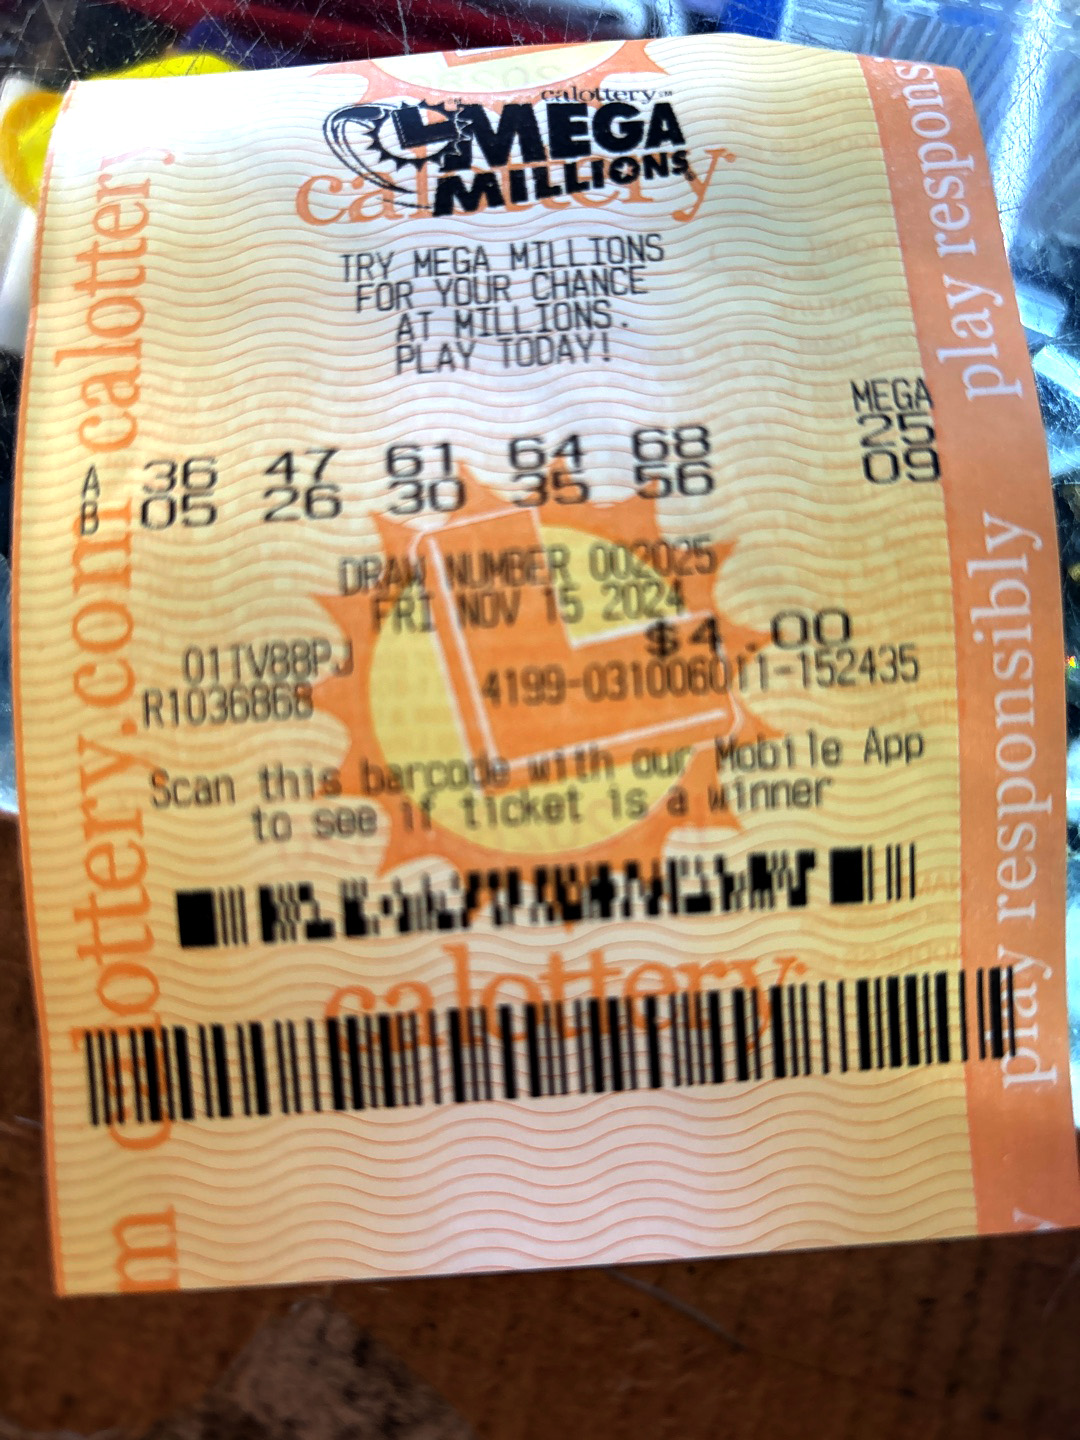 calottery℠
MEGA
MILLIONS
calottery
TRY MEGA MILLIONS
FOR YOUR CHANCE
AT MILLIONS.
PLAY TODAY!
MEGA
A 36 47 61 64 68 25
B 05 26 30 35 56 09
DRAW NUMBER 002025
FRI NOV 15 2024
$4.00
01TV88PJ
R1036868 4199-031006011-152435
Scan this barcode with our Mobile App
to see if ticket is a winner
calottery
m calottery.com calottery
play responsibly play respons